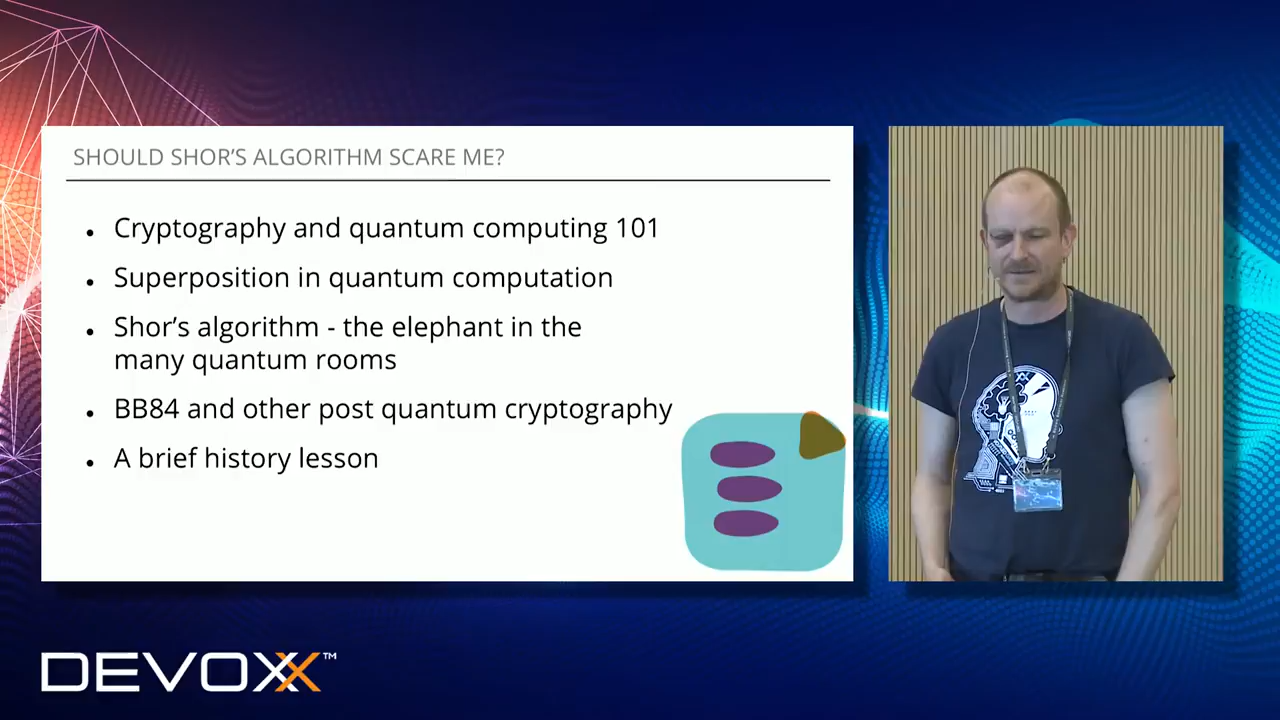 SHOULD SHOR'S ALGORITHM SCARE ME?
• Cryptography and quantum computing 101
• Superposition in quantum computation
• Shor's algorithm - the elephant in the
many quantum rooms
• BB84 and other post quantum cryptography
• A brief history lesson
DEVOXX™